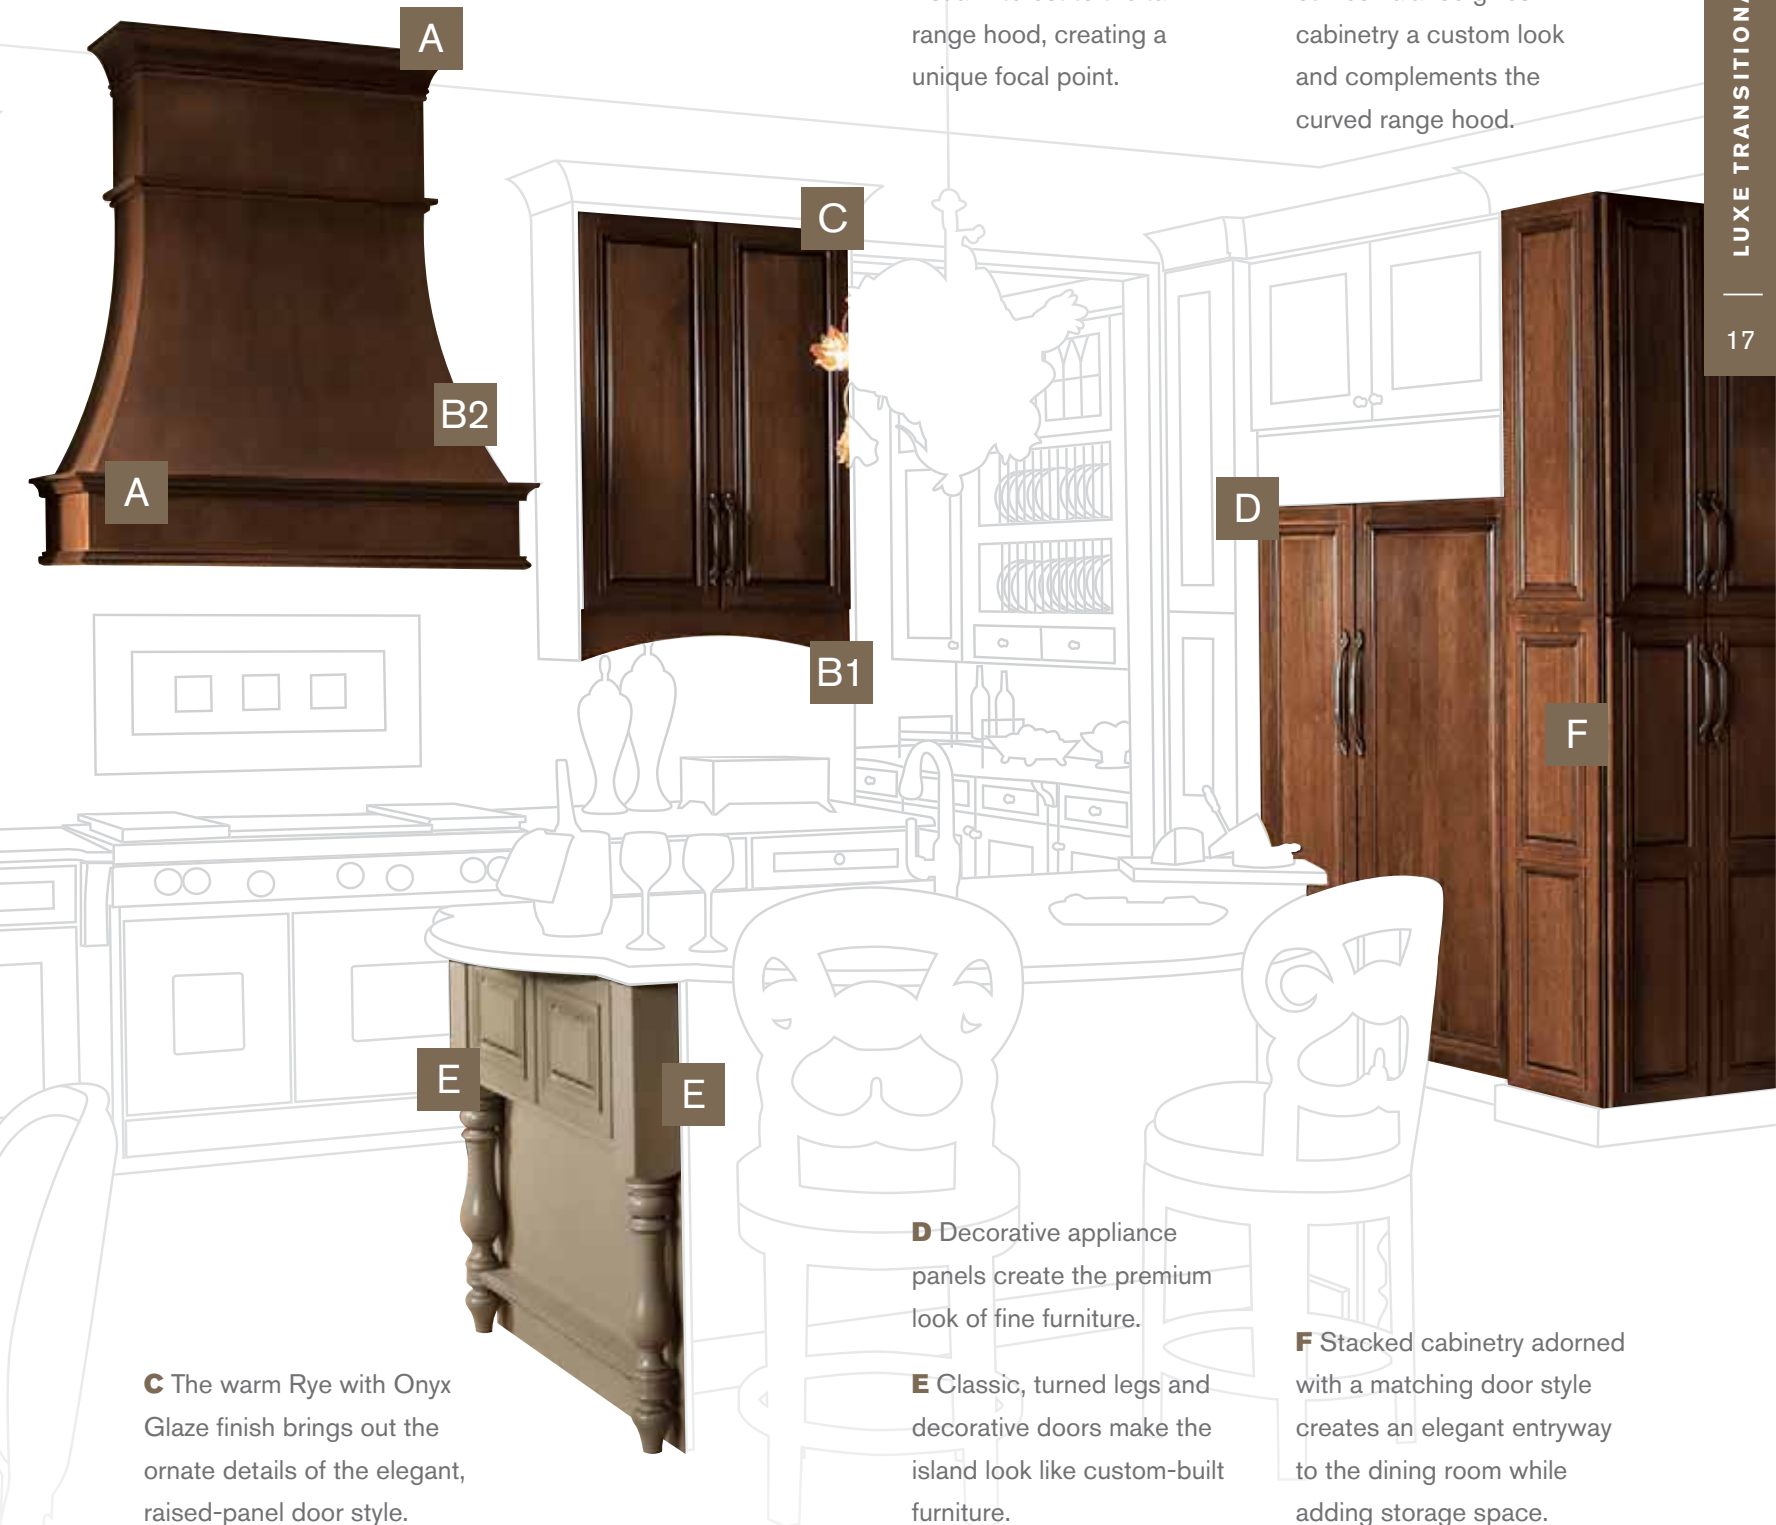 range hood, creating a
unique focal point.
cabinetry a custom look
and complements the
curved range hood.
LUXE TRANSITIONA
17
A
C
B2
A
D
B1
F
E
E
C The warm Rye with Onyx
Glaze finish brings out the
ornate details of the elegant,
raised-panel door style.
D Decorative appliance
panels create the premium
look of fine furniture.
E Classic, turned legs and
decorative doors make the
island look like custom-built
furniture.
F Stacked cabinetry adorned
with a matching door style
creates an elegant entryway
to the dining room while
adding storage space.